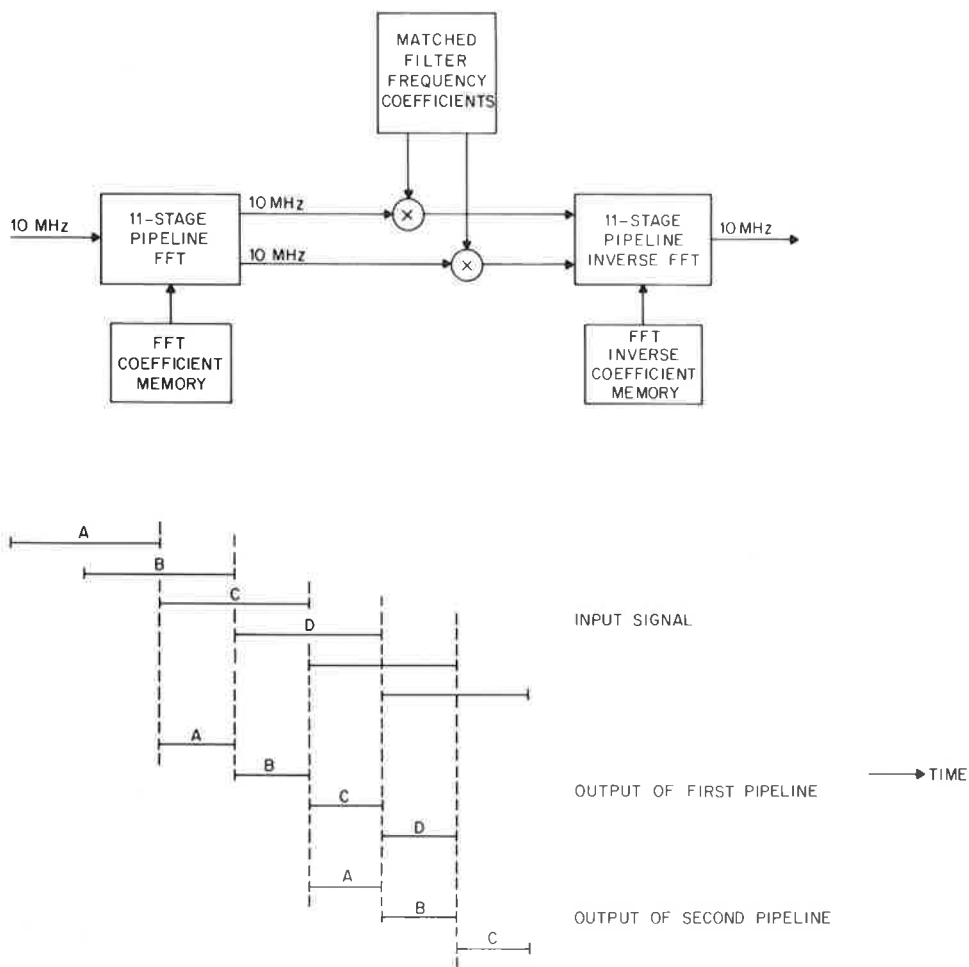 MATCHED
FILTER
FREQUENCY
COEFFICIENTS
10 MHz
11-STAGE
PIPELINE
FFT
10 MHz
10 MHz
×
×
11-STAGE
PIPELINE
INVERSE FFT
10 MHz
FFT
COEFFICIENT
MEMORY
FFT
INVERSE
COEFFICIENT
MEMORY
A
B
C
D
INPUT SIGNAL
A
B
C
D
OUTPUT OF FIRST PIPELINE
TIME
A
B
C
OUTPUT OF SECOND PIPELINE